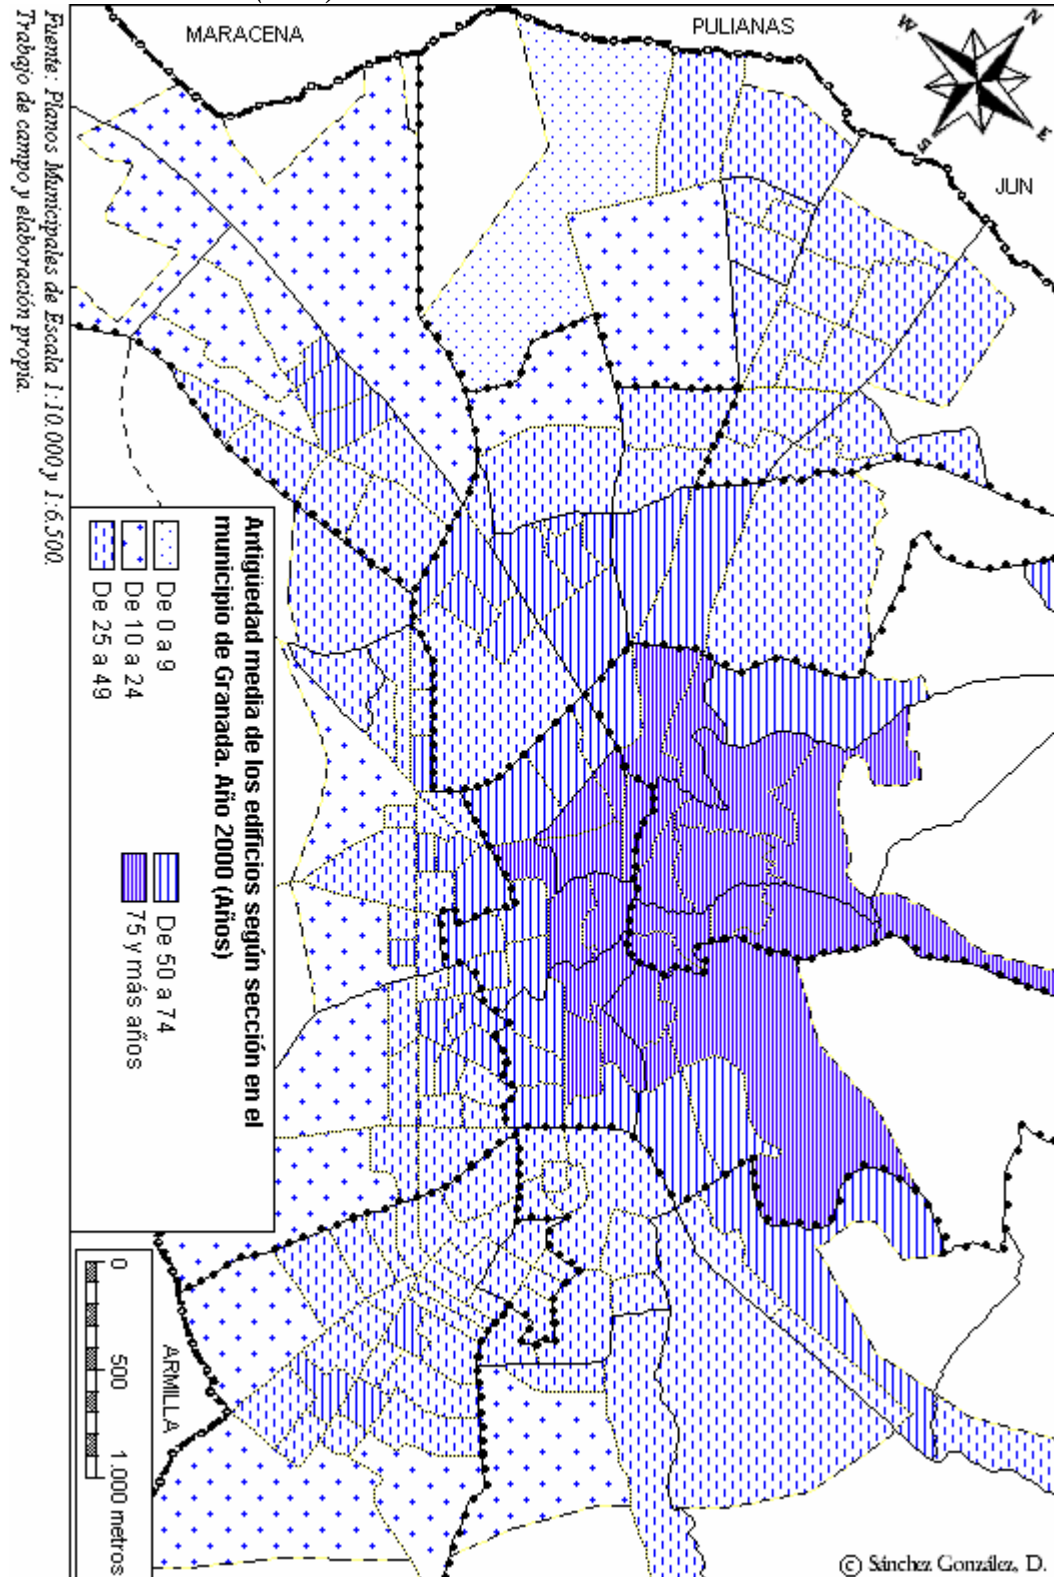 MARACENA
PULIANAS
N
W
E
S
JUN
Fuente: Planos Municipales de Escala 1:10.000 y 1:6.500.
Trabajo de campo y elaboración propia.
Antigüedad media de los edificios según sección en el
municipio de Granada. Año 2000 (Años)
De 0 a 9
De 10 a 24
De 25 a 49
De 50 a 74
75 y más años
0 500 1.000 metros
ARMILLA
© Sánchez González, D.